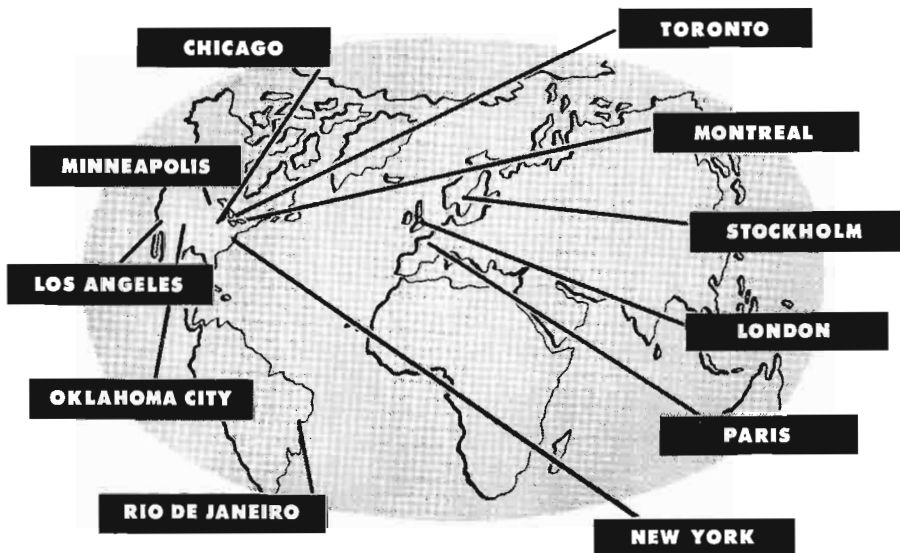 CHICAGO
TORONTO
MINNEAPOLIS
MONTREAL
STOCKHOLM
LOS ANGELES
LONDON
OKLAHOMA CITY
PARIS
RIO DE JANEIRO
NEW YORK